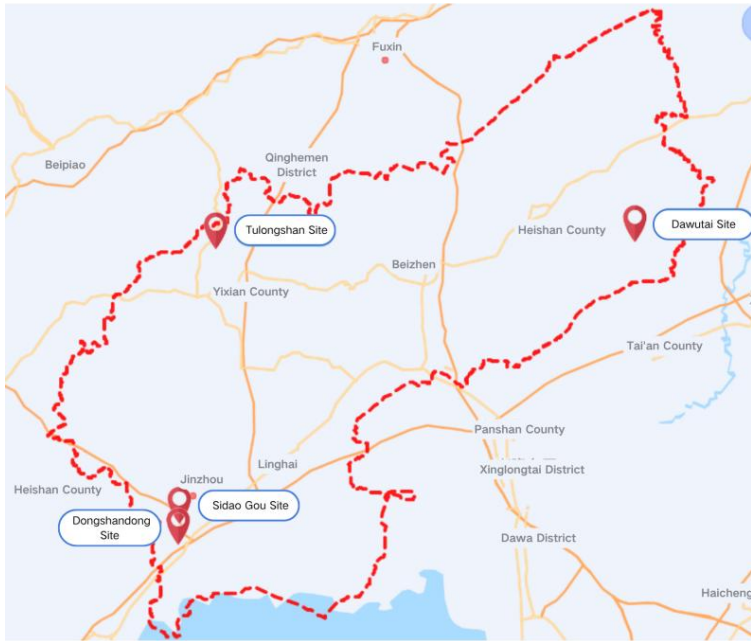 Fuxin
Beipiao
Qinghemen
District
Tulongshan Site
Heishan County
Dawutai Site
Beizhen
Yixian County
Tai'an County
Panshan County
Linghai
Xinglongtai District
Jinzhou
Heishan County
Sidao Gou Site
Dongshandong
Site
Dawa District
Haicheng